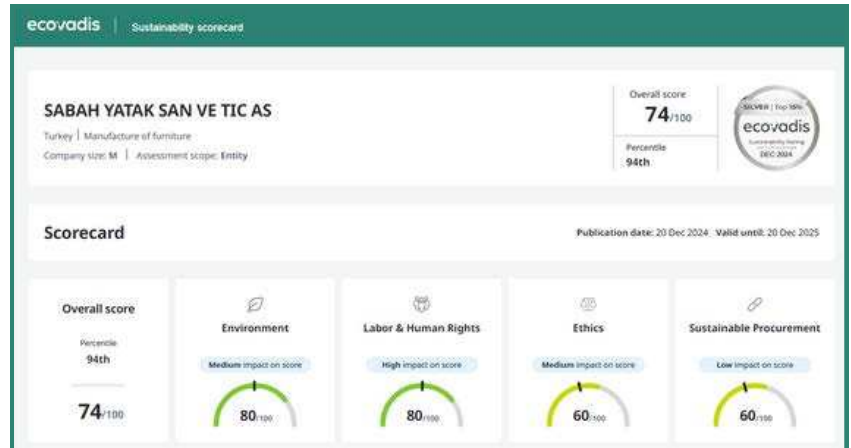 ecovadis | Sustainability scorecard
SABAH YATAK SAN VE TIC AS
Turkey | Manufacture of furniture
Company size: M | Assessment scope: Entity
Overall score
74/100
Percentile
94th
SILVER | Top 15%
ecovadis
Sustainability Rating
DEC 2024
Scorecard
Publication date: 20 Dec 2024 Valid until: 20 Dec 2025
Overall score
Percentile
94th
74/100
Environment
Medium impact on score
80/100
Labor & Human Rights
High impact on score
80/100
Ethics
Medium impact on score
60/100
Sustainable Procurement
Low impact on score
60/100